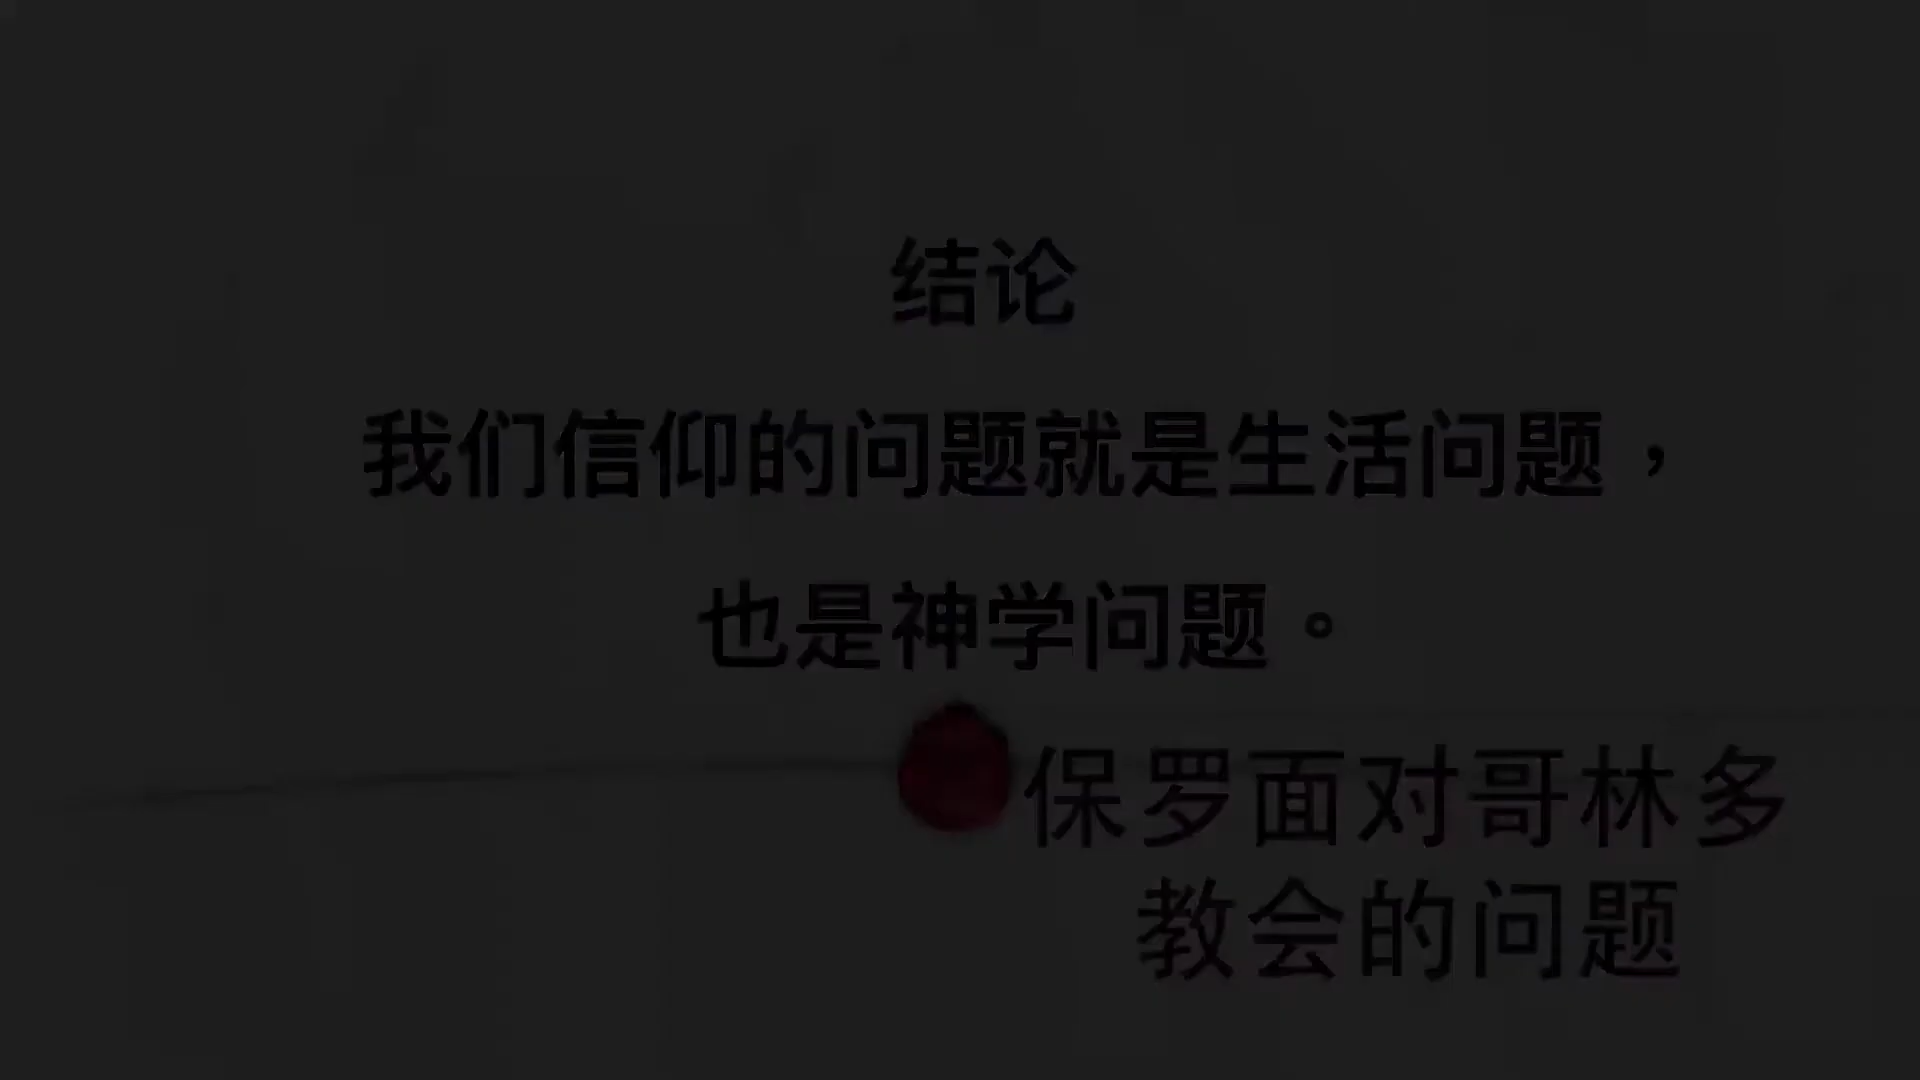 结论
我们信仰的问题就是生活问题，
也是神学问题。
保罗面对哥林多
教会的问题